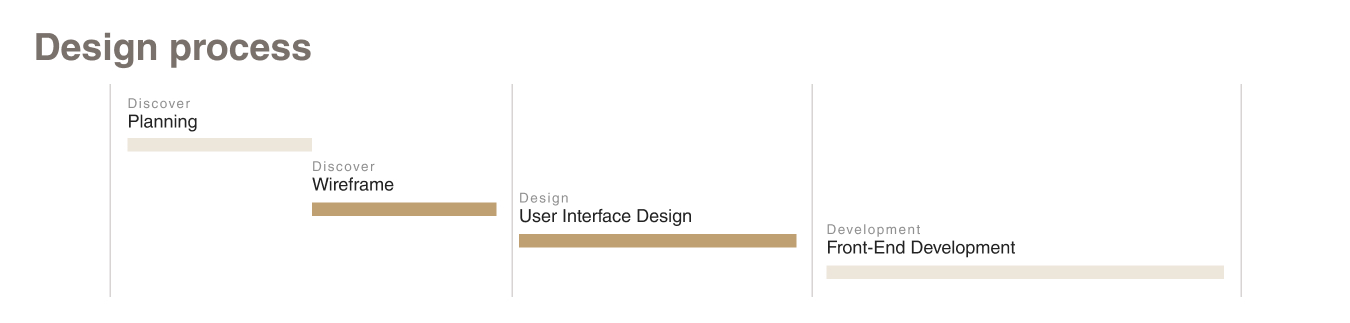 Design process
Discover
Planning
Discover
Wireframe
Design
User Interface Design
Development
Front-End Development